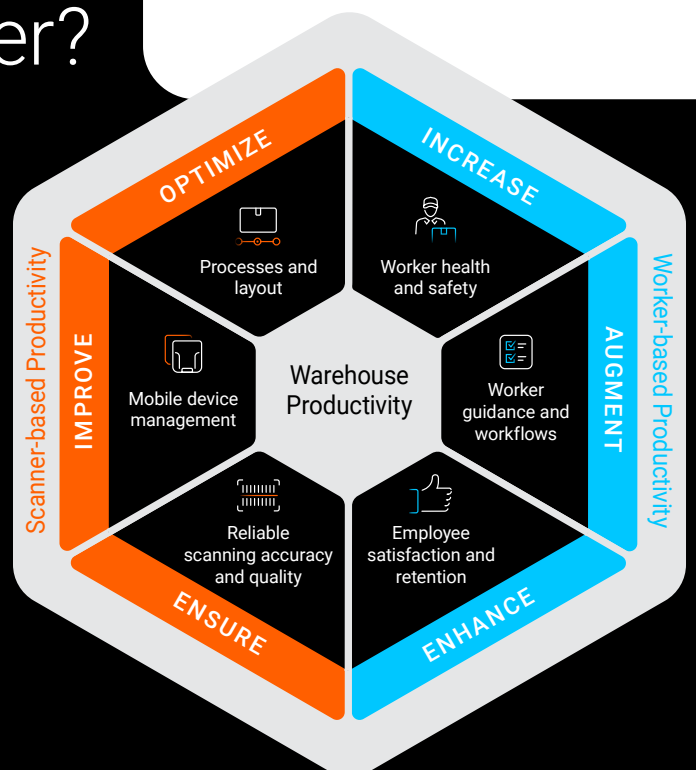 er?
OPTIMIZE
INCREASE
Processes and
layout
Worker health
and safety
Scanner-based Productivity
IMPROVE
Mobile device
management
Warehouse
Productivity
Worker
guidance and
workflows
AUGMENT
Worker-based Productivity
Reliable
scanning accuracy
and quality
Employee
satisfaction and
retention
ENSURE
ENHANCE